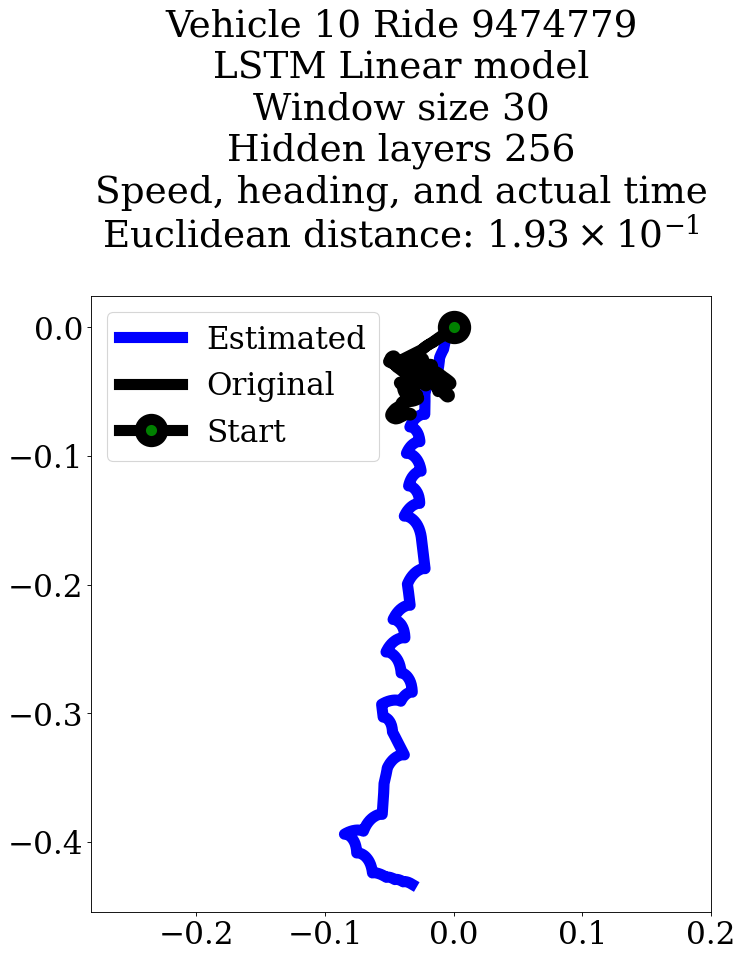 Vehicle 10 Ride 9474779
LSTM Linear model
Window size 30
Hidden layers 256
Speed, heading, and actual time
Euclidean distance: 1.93 × 10⁻¹
Estimated
Original
Start
0.0
−0.1
−0.2
−0.3
−0.4
−0.2
−0.1
0.0
0.1
0.2